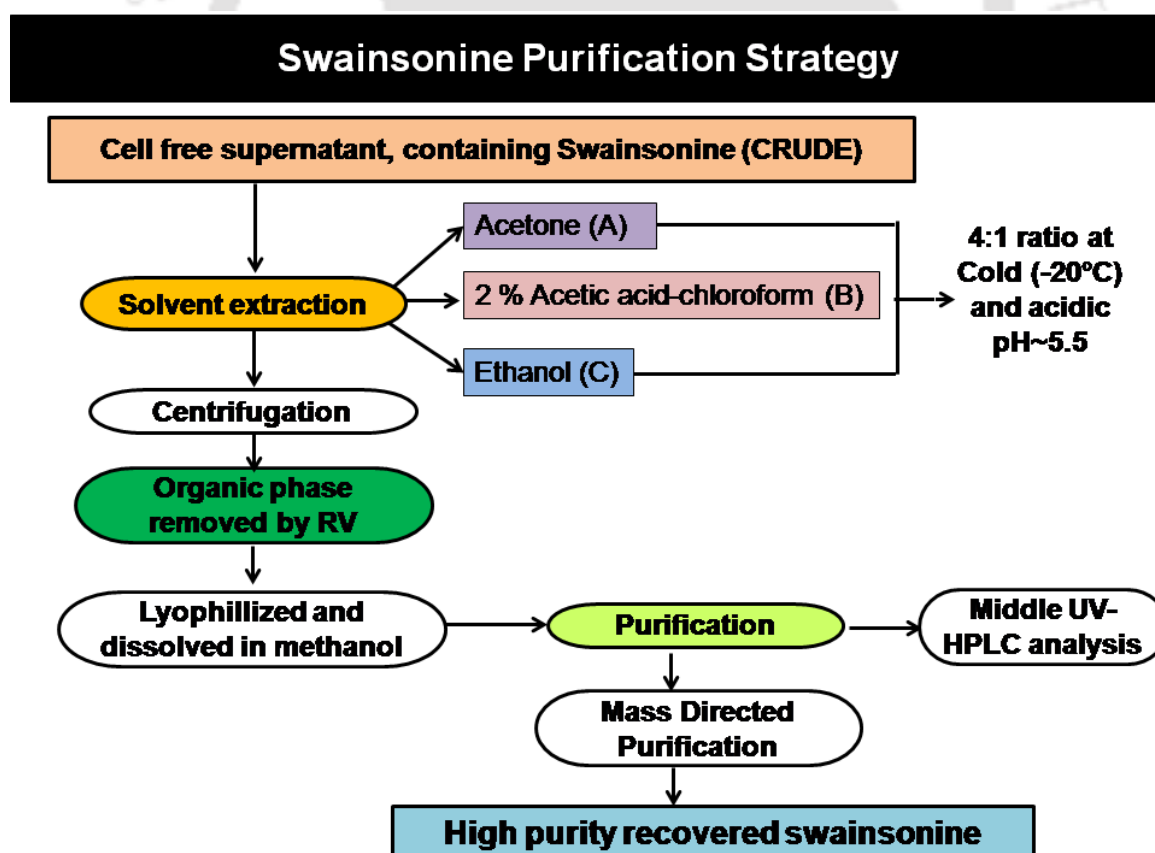 Swainsonine Purification Strategy
Cell free supernatant, containing Swainsonine (CRUDE)
Acetone (A)
4:1 ratio at
Cold (-20°C)
and acidic
pH~5.5
2 % Acetic acid-chloroform (B)
Solvent extraction
Ethanol (C)
Centrifugation
Organic phase
removed by RV
Lyophillized and
dissolved in methanol
Purification
Middle UV-
HPLC analysis
Mass Directed
Purification
High purity recovered swainsonine